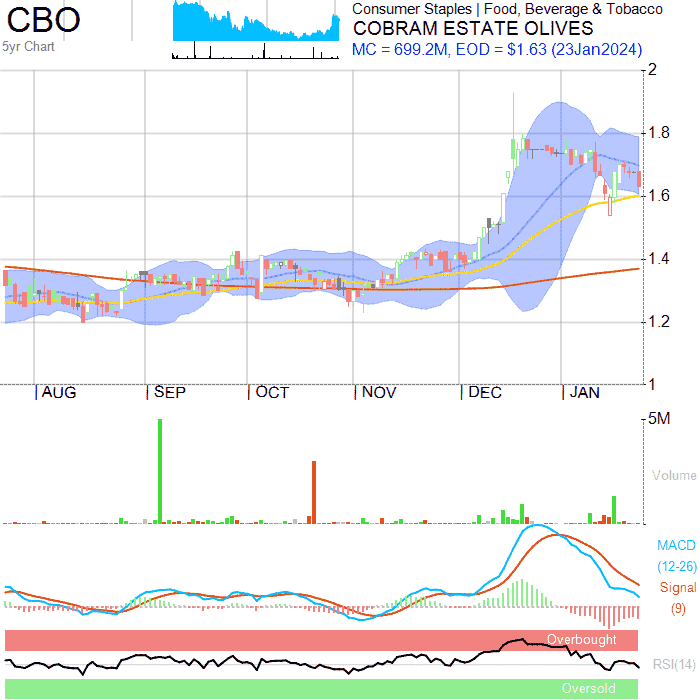 CBO
5yr Chart
Consumer Staples | Food, Beverage & Tobacco
COBRAM ESTATE OLIVES
MC = 699.2M, EOD = $1.63 (23Jan2024)
2
1.8
1.6
1.4
1.2
1
AUG SEP OCT NOV DEC JAN
5M
Volume
MACD
(12-26)
Signal
(9)
Overbought
RSI(14)
Oversold